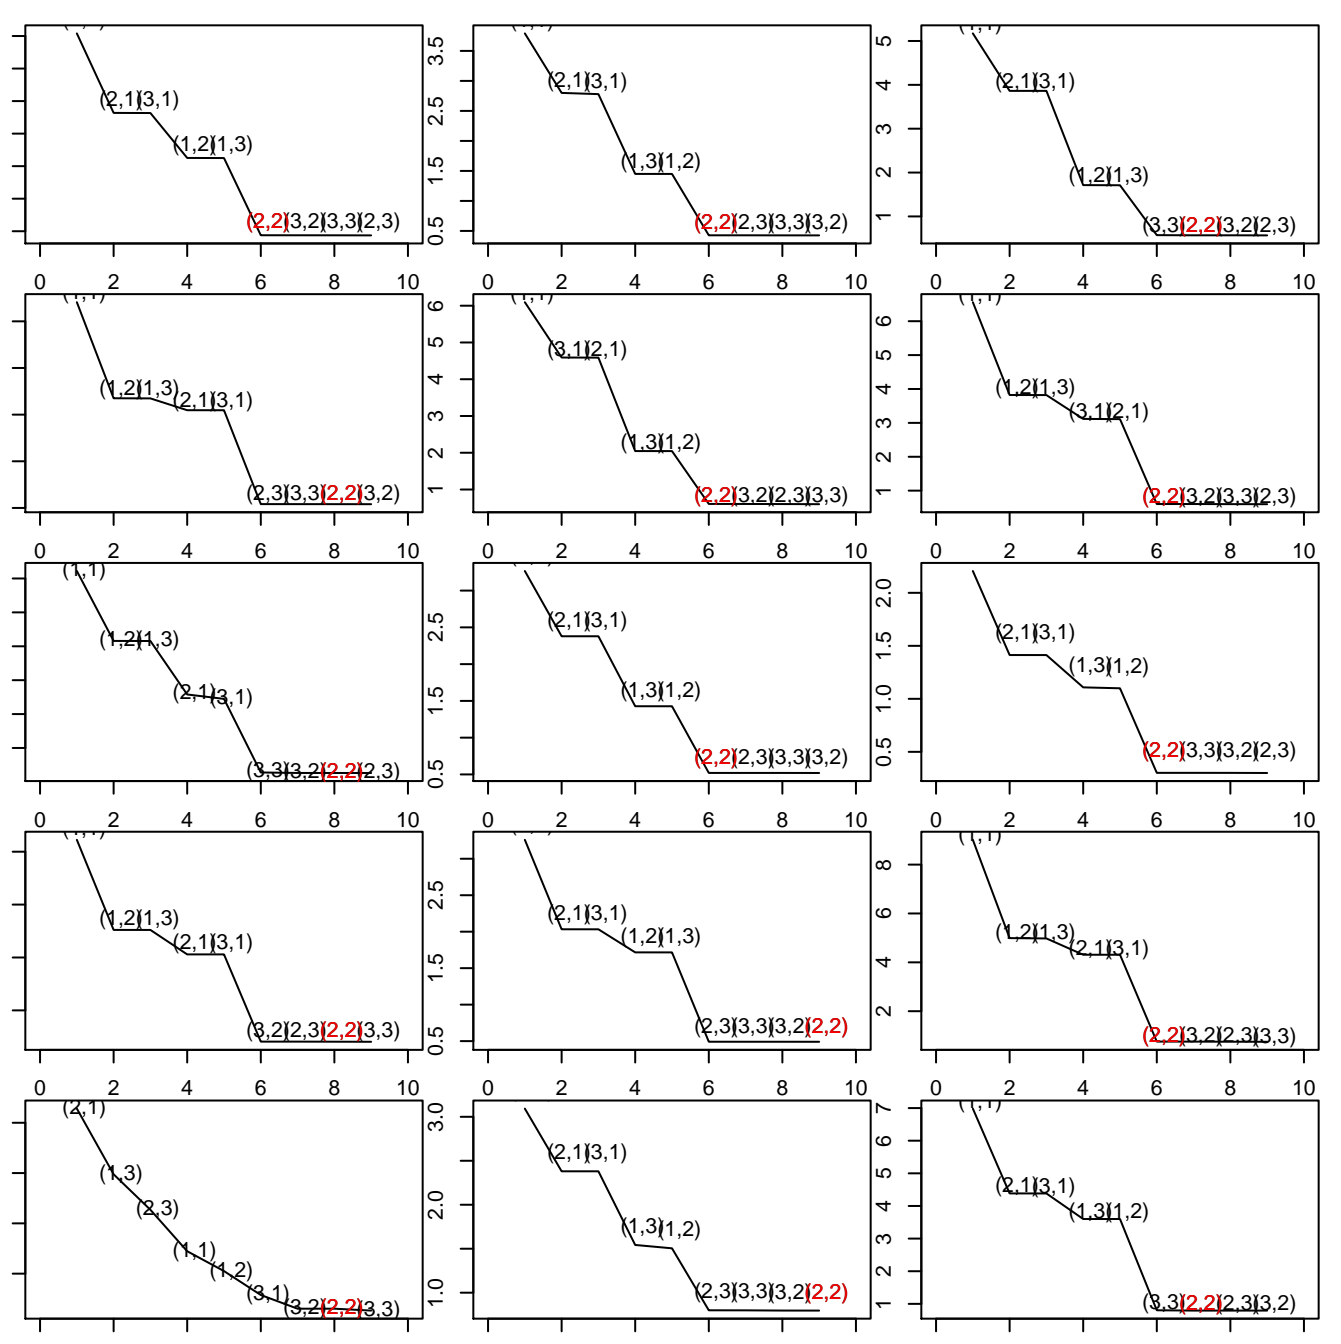 3.5 5
(2,1)(3,1) (2,1)(3,1) (2,1)(3,1) 4
2.5 3
(1,2)(1,3) (1,3)(1,2) (1,2)(1,3) 2
1.5
(2,2)(3,2)(3,3)(2,3) (2,2)(2,3)(3,3)(3,2) (3,3)(2,2)(3,2)(2,3) 1
0.5
0 2 4 6 8 10 0 2 4 6 8 10 0 2 4 6 8 10
(1,1) (1,1) (1,1)
6 6
(1,2)(1,3) (3,1)(2,1) (1,2)(1,3) 5 5
(2,1)(3,1) (3,1)(2,1) 4 4
3 3
(1,3)(1,2) 2 2
(2,3)(3,3)(2,2)(3,2) (2,2)(3,2)(2,3)(3,3) (2,2)(3,2)(3,3)(2,3) 1 1
0 2 4 6 8 10 0 2 4 6 8 10 0 2 4 6 8 10
(1,1)
2.5 2.0
(1,2)(1,3) (2,1)(3,1) (2,1)(3,1)
1.5 1.5
(2,1)(3,1) (1,3)(1,2) (1,3)(1,2) 1.0
(3,3)(3,2)(2,2)(2,3) (2,2)(2,3)(3,3)(3,2) (2,2)(3,3)(3,2)(2,3)
0.5 0.5
0 2 4 6 8 10 0 2 4 6 8 10 0 2 4 6 8 10
(1,1) (1,1)
2.5 8
(1,2)(1,3) (2,1)(3,1) (1,2)(1,3) 6
(2,1)(3,1) (1,2)(1,3) (2,1)(3,1) 4
1.5 2
(3,2)(2,3)(2,2)(3,3) (2,3)(3,3)(3,2)(2,2) (2,2)(3,2)(2,3)(3,3)
0.5
0 2 4 6 8 10 0 2 4 6 8 10 0 2 4 6 8 10
(2,1) (1,1)
3.0 7
6
(1,3) (2,1)(3,1) (2,1)(3,1) 5
(2,3) (1,3)(1,2) (1,3)(1,2) 2.0 4
(1,1) 3
(1,2) 2
(3,1) 1.0 1
(3,2)(2,2)(3,3) (2,3)(3,3)(3,2)(2,2) (3,3)(2,2)(2,3)(3,2)